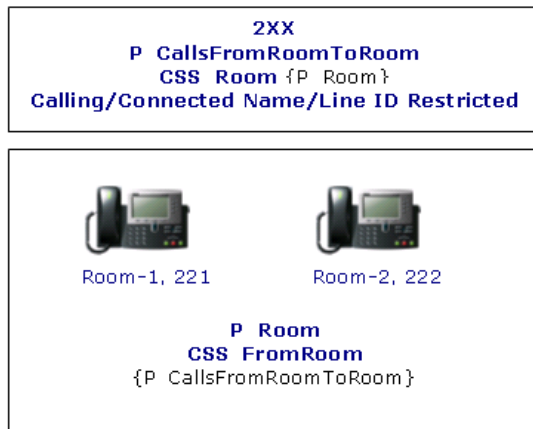 2XX
P CallsFromRoomToRoom
CSS Room {P Room}
Calling/Connected Name/Line ID Restricted
Room-1, 221
Room-2, 222
P Room
CSS FromRoom
{P CallsFromRoomToRoom}